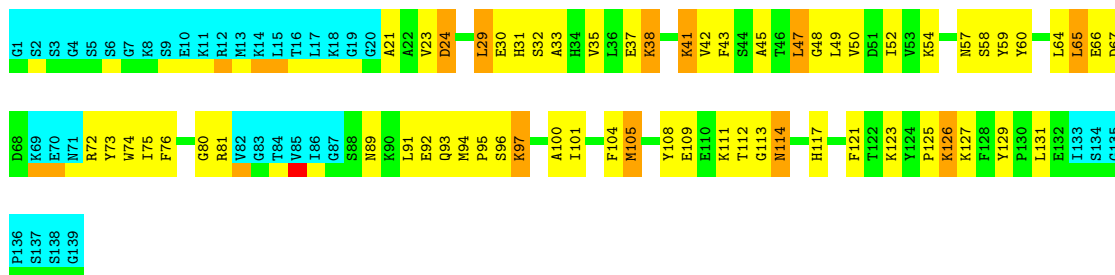 G1 S2 S3 G4 S5 S6 G7 K8 S9 E10 K11 R12 M13 K14 L15 T16 L17 K18 G19 G20 A21 A22 V23 D24 L29 E30 H31 S32 A33 H34 V35 L36 E37 K38 K41 V42 F43 S44 A45 T46 L47 G48 L49 V50 D51 I52 V53 K54 N57 S58 Y59 Y60 L64 L65 E66 D67
D68 K69 E70 N71 R72 Y73 W74 I75 F76 G80 R81 V82 G83 T84 V85 I86 G87 S88 N89 K90 L91 E92 Q93 M94 P95 S96 K97 A100 I101 F104 M105 Y108 E109 E110 K111 T112 G113 N114 H117 F121 T122 K123 Y124 P125 K126 F128 K127 Y129 P130 L131 E132 I133 S134
P136 S137 S138 G139